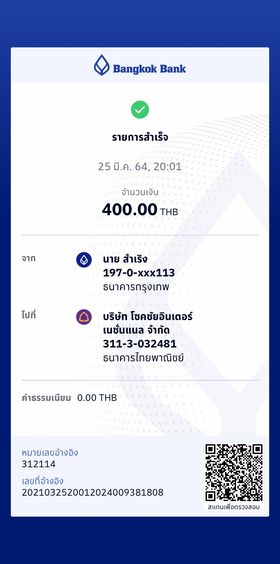 Bangkok Bank
รายการสำเร็จ
25 มี.ค. 64, 20:01
จำนวนเงิน
400.00 THB
จาก
นาย สำเริง
197-0-xxx113
ธนาคารกรุงเทพ
ไปที่
บริษัท โชคชัยอินเตอร์
เนชั่นแนล จำกัด
311-3-032481
ธนาคารไทยพาณิชย์
ค่าธรรมเนียม 0.00 THB
หมายเลขอ้างอิง
312114
เลขที่อ้างอิง
2021032520012024009381808
สแกนเพื่อตรวจสอบ